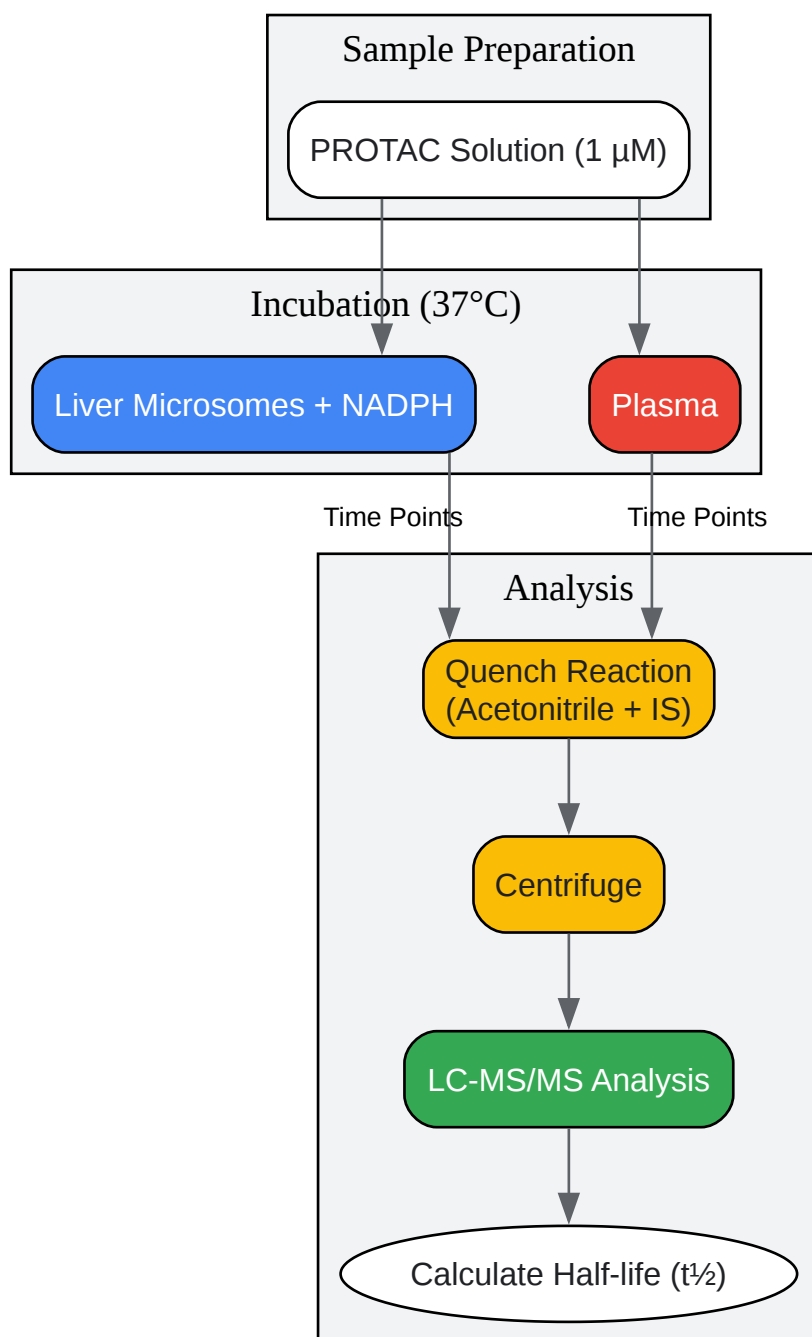 Sample Preparation
PROTAC Solution (1 µM)
Incubation (37°C)
Liver Microsomes + NADPH
Plasma
Time Points
Time Points
Analysis
Quench Reaction
(Acetonitrile + IS)
Centrifuge
LC-MS/MS Analysis
Calculate Half-life (t½)